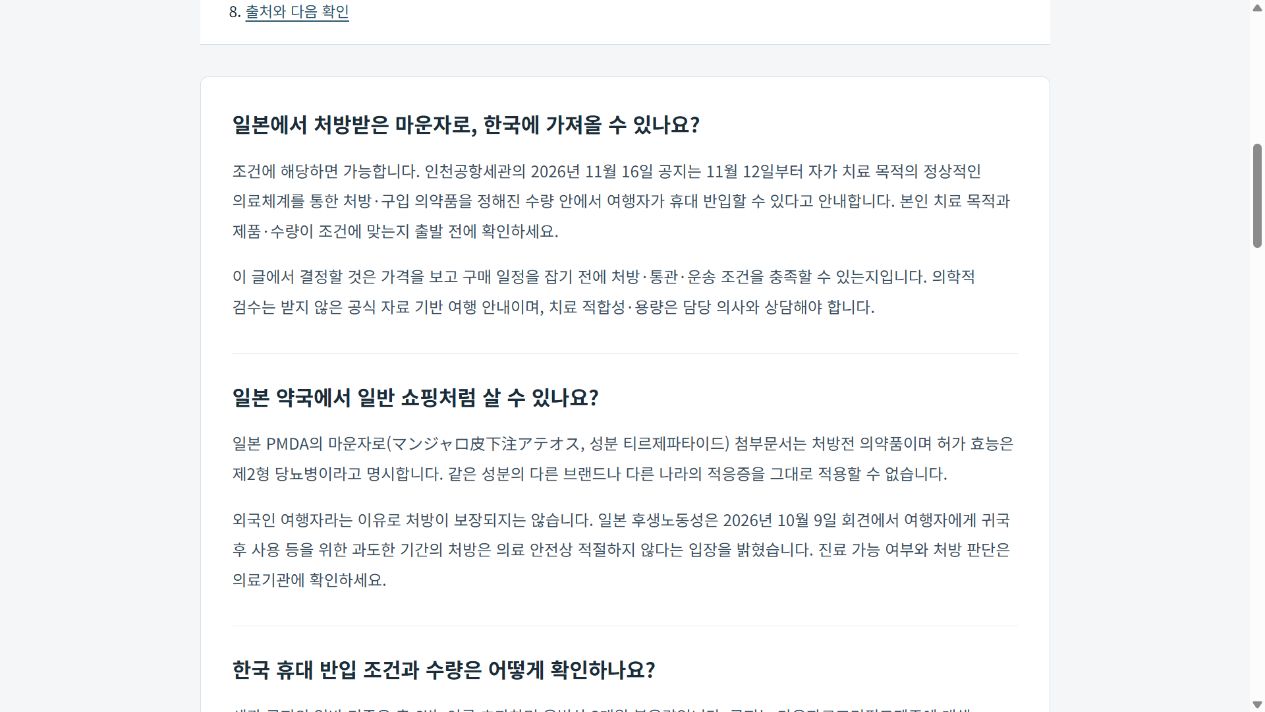 8. 출처와 다음 확인
일본에서 처방받은 마운자로, 한국에 가져올 수 있나요?
조건에 해당하면 가능합니다. 인천공항세관의 2026년 11월 16일 공지는 11월 12일부터 자가 치료 목적의 정상적인
의료체계를 통한 처방·구입 의약품을 정해진 수량 안에서 여행자가 휴대 반입할 수 있다고 안내합니다. 본인 치료 목적과
제품·수량이 조건에 맞는지 출발 전에 확인하세요.
이 글에서 결정할 것은 가격을 보고 구매 일정을 잡기 전에 처방·통관·운송 조건을 충족할 수 있는지입니다. 의학적
검수는 받지 않은 공식 자료 기반 여행 안내이며, 치료 적합성·용량은 담당 의사와 상담해야 합니다.
일본 약국에서 일반 쇼핑처럼 살 수 있나요?
일본 PMDA의 마운자로(マンジャロ皮下注アテオス, 성분 티르제파타이드) 첨부문서는 처방전 의약품이며 허가 효능은
제2형 당뇨병이라고 명시합니다. 같은 성분의 다른 브랜드나 다른 나라의 적응증을 그대로 적용할 수 없습니다.
외국인 여행자라는 이유로 처방이 보장되지는 않습니다. 일본 후생노동성은 2026년 10월 9일 회견에서 여행자에게 귀국
후 사용 등을 위한 과도한 기간의 처방은 의료 안전상 적절하지 않다는 입장을 밝혔습니다. 진료 가능 여부와 처방 판단은
의료기관에 확인하세요.
한국 휴대 반입 조건과 수량은 어떻게 확인하나요?